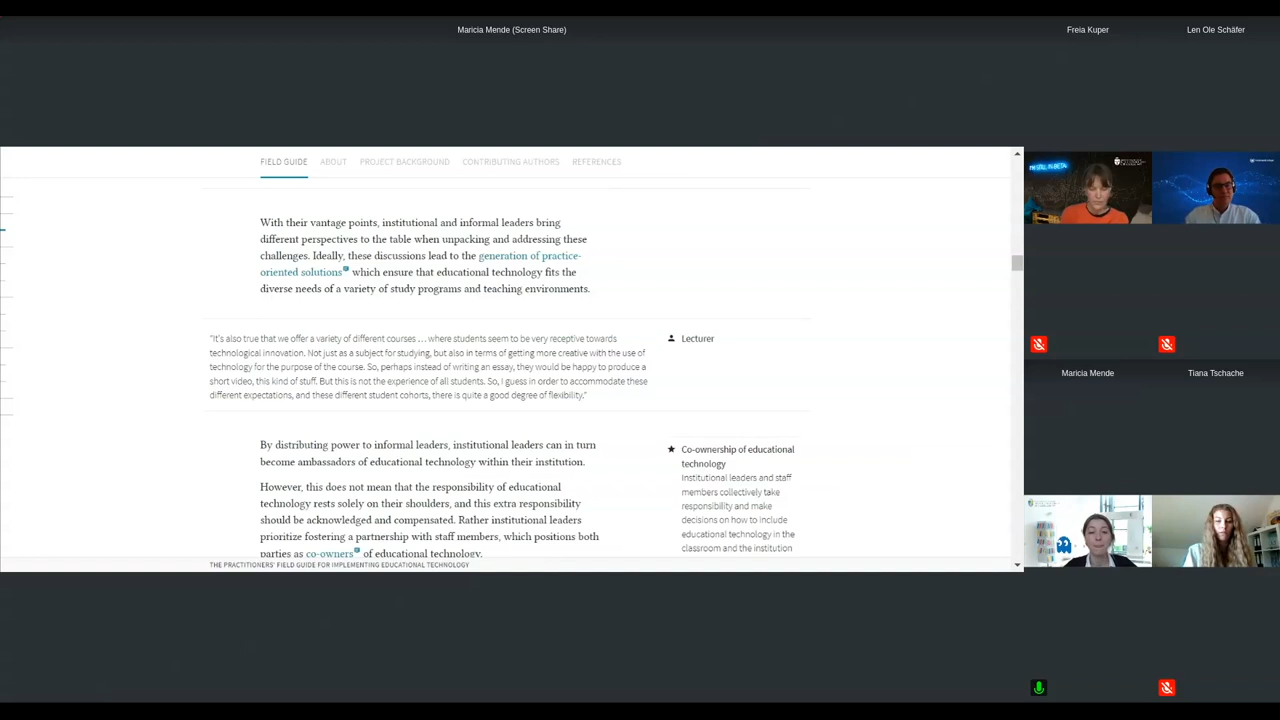 Maricia Mende (Screen Share)
Freia Kuper
Len Ole Schäfer
FIELD GUIDE
ABOUT
PROJECT BACKGROUND
CONTRIBUTING AUTHORS
REFERENCES
With their vantage points, institutional and informal leaders bring
different perspectives to the table when unpacking and addressing these
challenges. Ideally, these discussions lead to the generation of practice-
oriented solutions which ensure that educational technology fits the
diverse needs of a variety of study programs and teaching environments.
"It's also true that we offer a variety of different courses … where students seem to be very receptive towards
technological innovation. Not just as a subject for studying, but also in terms of getting more creative with the use of
technology for the purpose of the course. So, perhaps instead of writing an essay, they would be happy to produce a
short video, this kind of stuff. But this is not the experience of all students. So, I guess in order to accommodate these
different expectations, and these different student cohorts, there is quite a good degree of flexibility."
Lecturer
By distributing power to informal leaders, institutional leaders can in turn
become ambassadors of educational technology within their institution.
However, this does not mean that the responsibility of educational
technology rests solely on their shoulders, and this extra responsibility
should be acknowledged and compensated. Rather institutional leaders
prioritize fostering a partnership with staff members, which positions both
parties as co-owners of educational technology.
Co-ownership of educational
technology
Institutional leaders and staff
members collectively take
responsibility and make
decisions on how to include
educational technology in the
classroom and the institution
THE PRACTITIONERS' FIELD GUIDE FOR IMPLEMENTING EDUCATIONAL TECHNOLOGY
Maricia Mende
Tiana Tschache